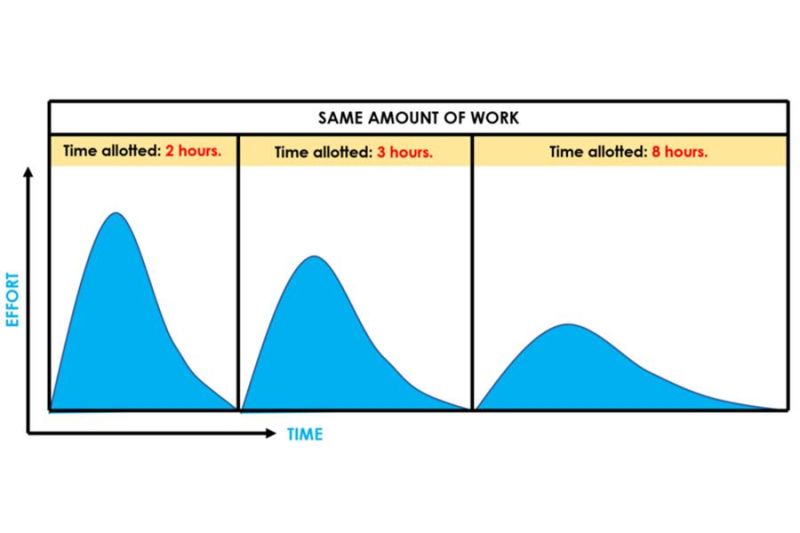 SAME AMOUNT OF WORK
Time allotted: 2 hours.
Time allotted: 3 hours.
Time allotted: 8 hours.
EFFORT
TIME